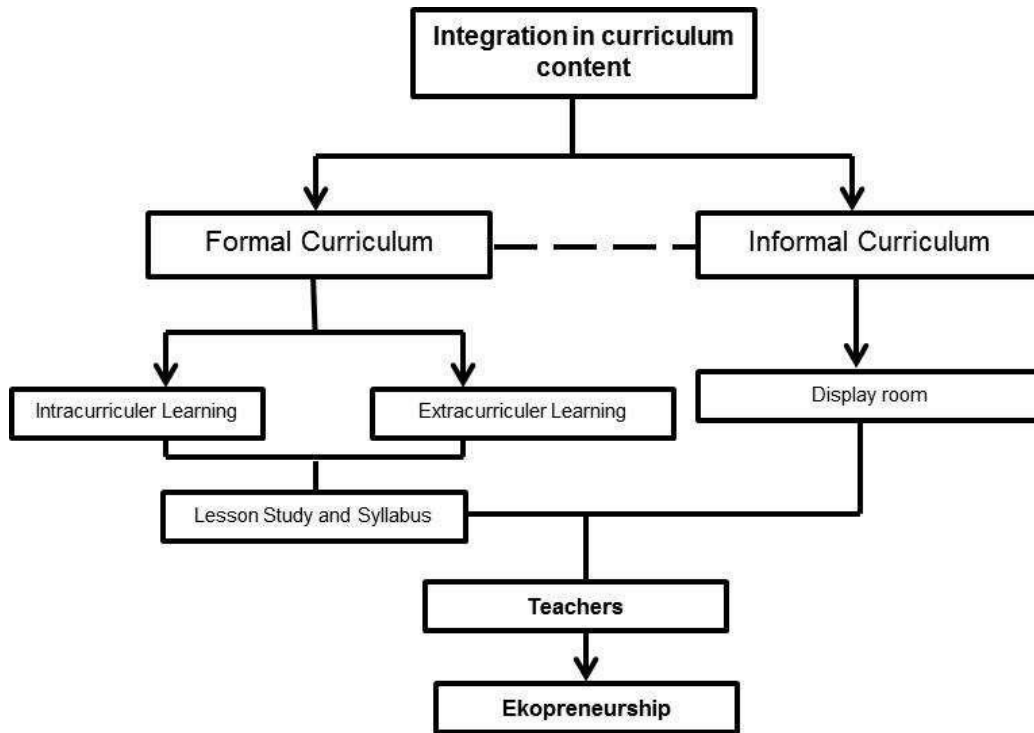 Integration in curriculum
content
Formal Curriculum
Informal Curriculum
Intracurriculer Learning
Extracurriculer Learning
Display room
Lesson Study and Syllabus
Teachers
Ekopreneurship